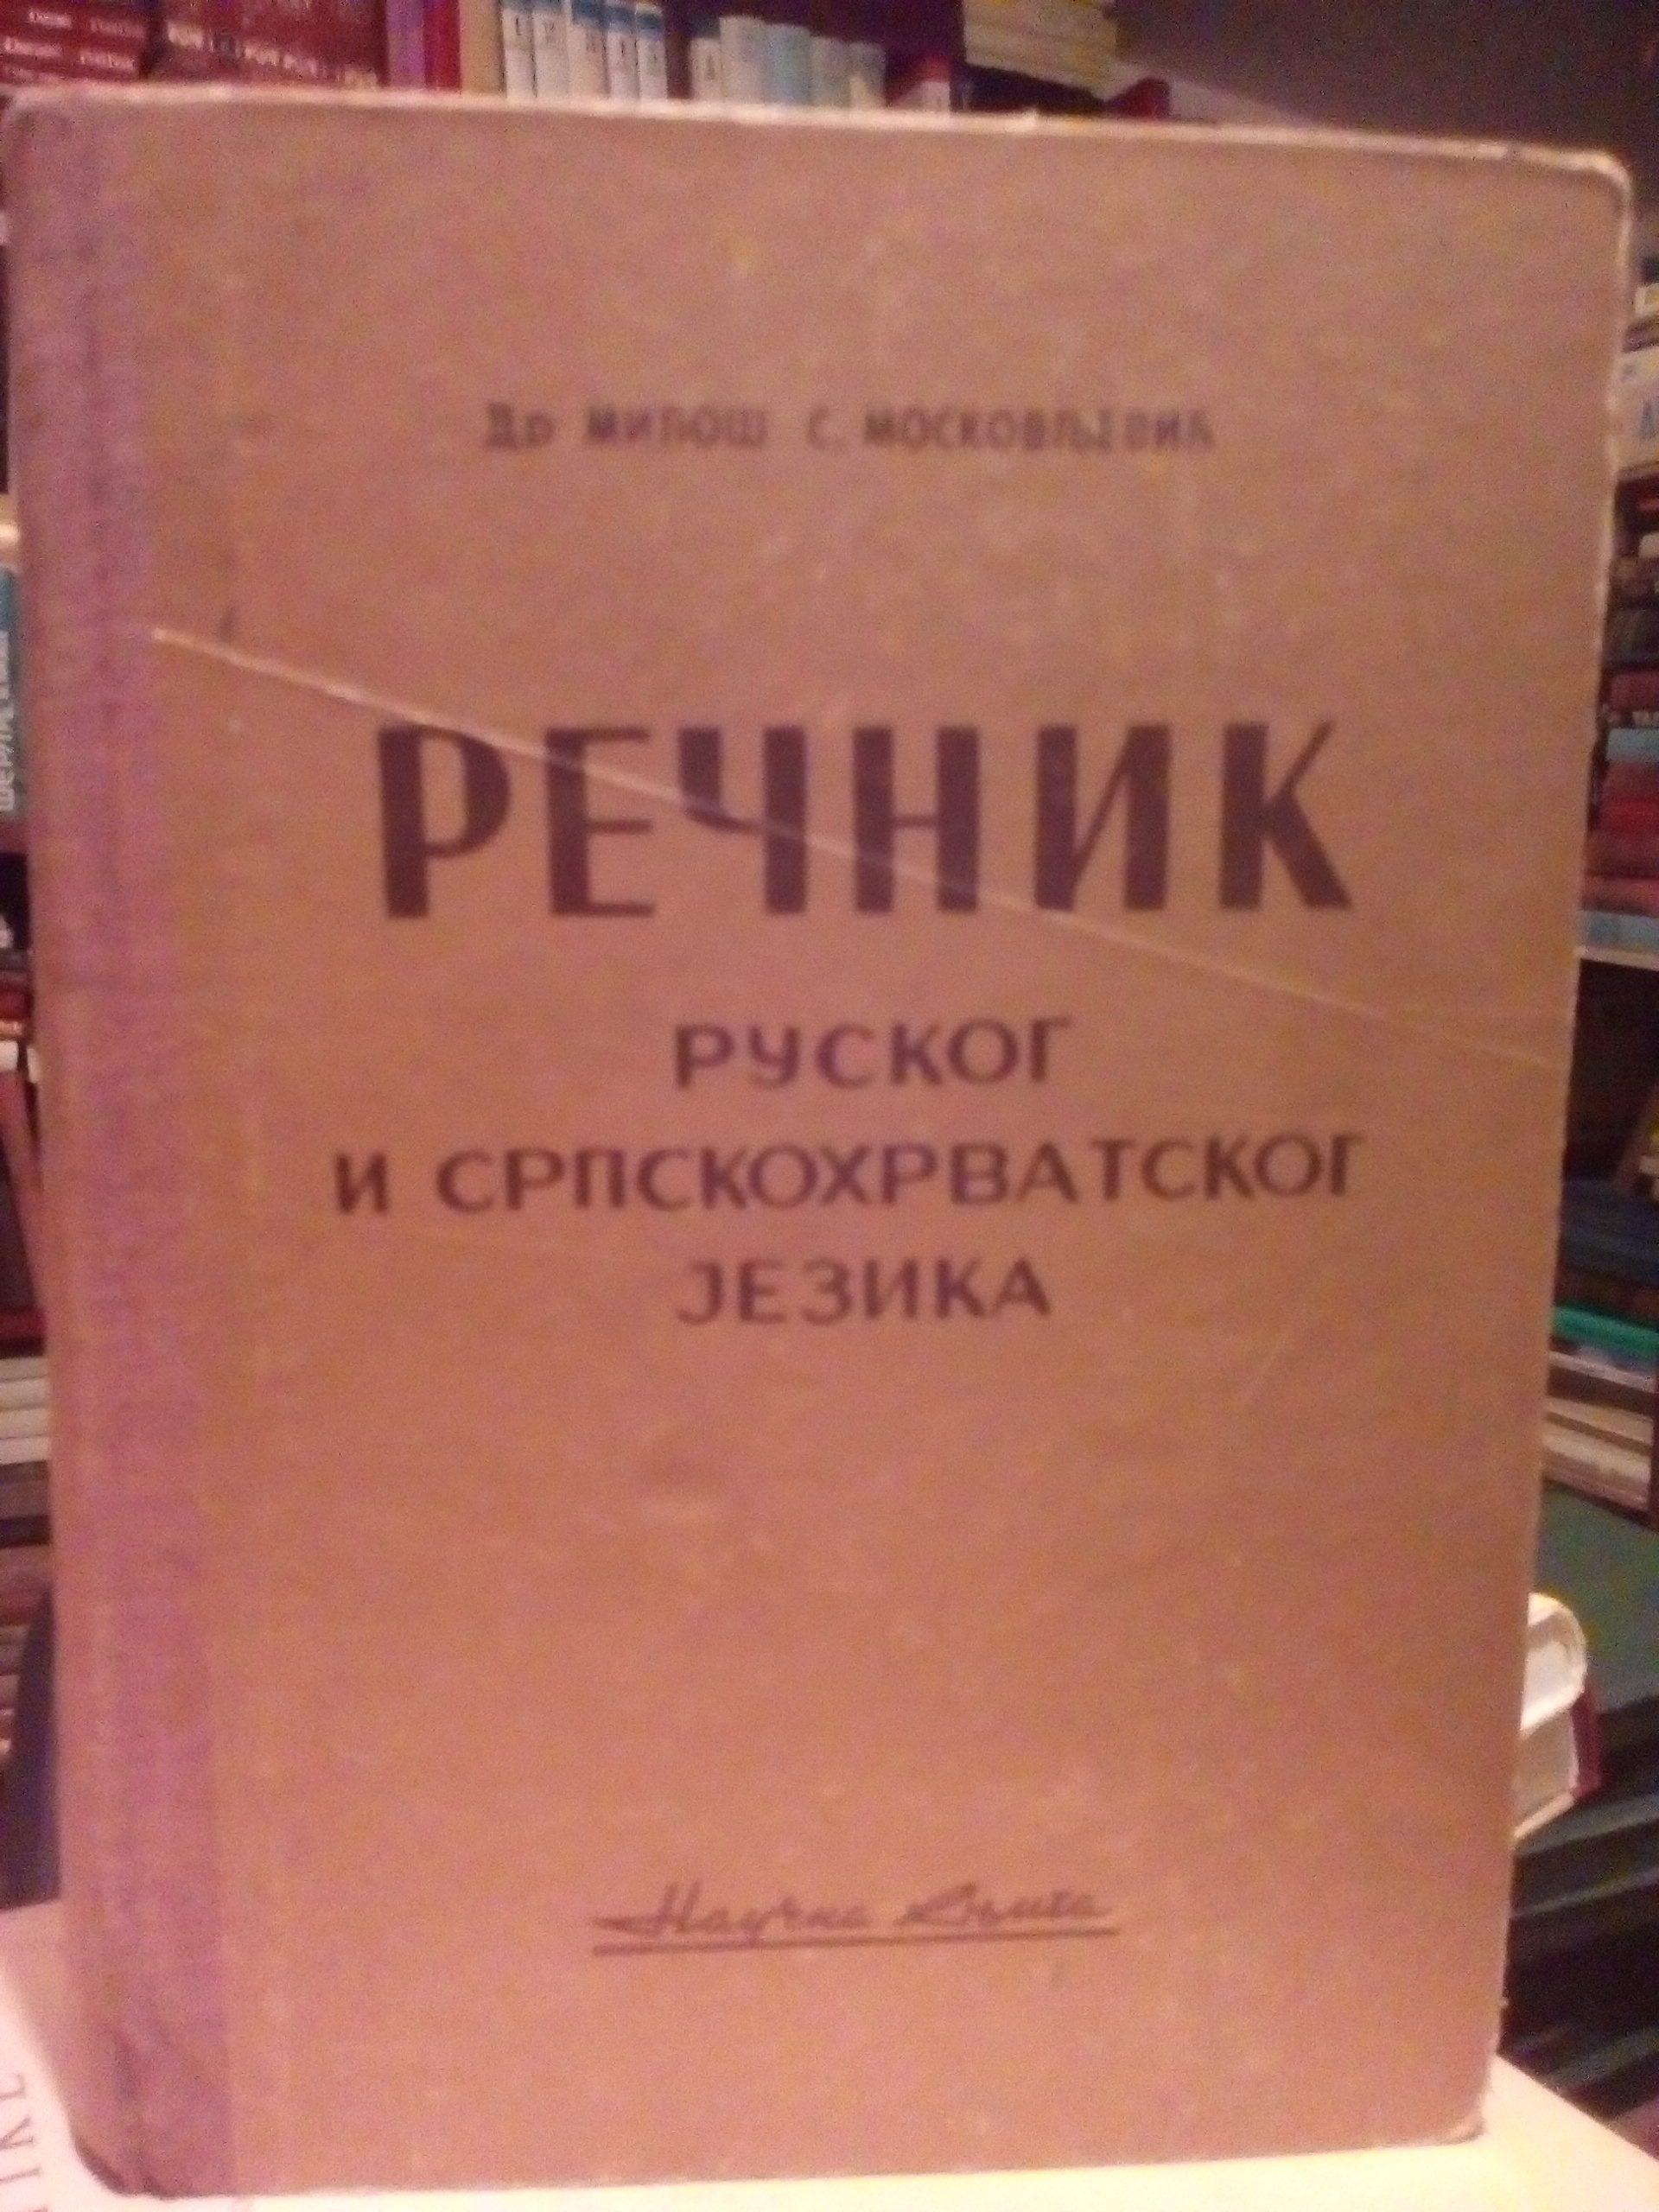 Др МИЛОШ С. МОСКОВЉЕВИЋ
РЕЧНИК
РУСКОГ
И СРПСКОХРВАТСКОГ
ЈЕЗИКА
Научна књига